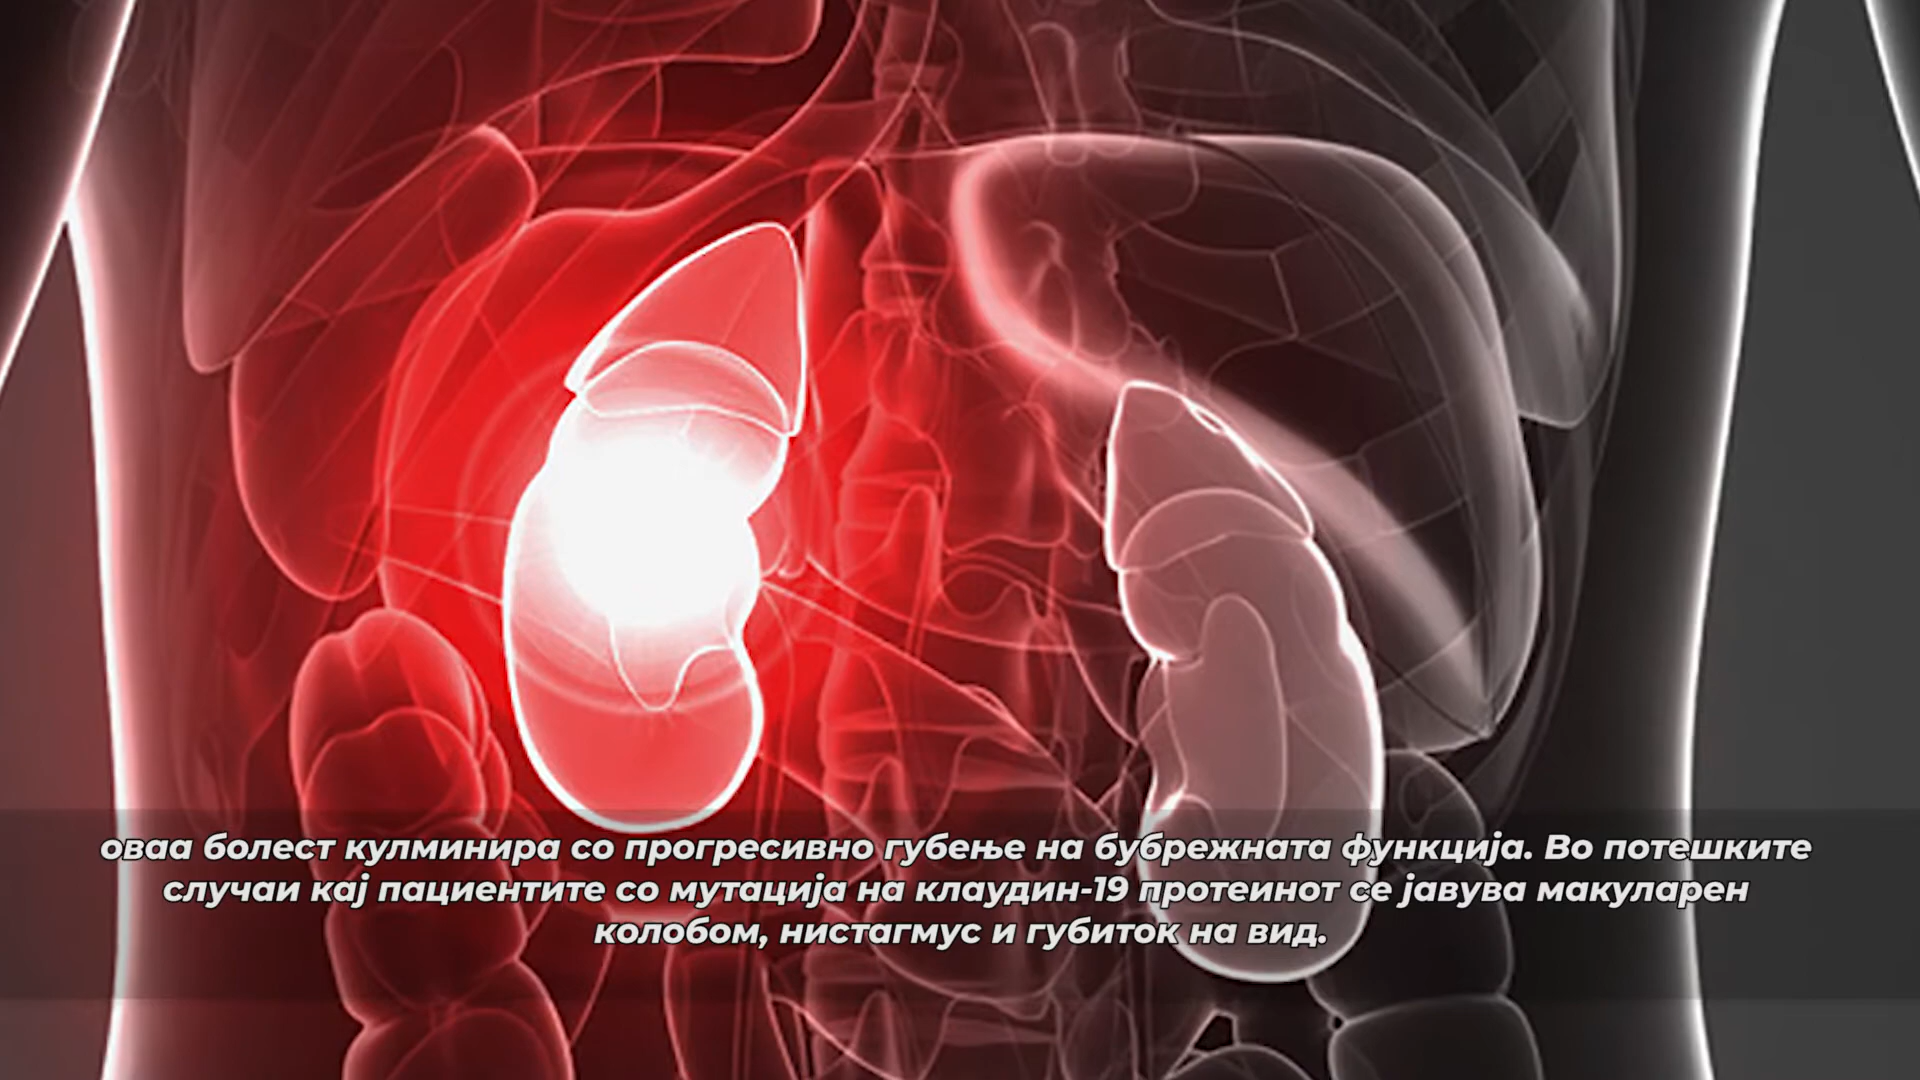 оваа болест кулминира со прогресивно губење на бубрежната функција. Во потешките
случаи кај пациентите со мутација на клаудин-19 протеинот се јавува макуларен
колобом, нистагмус и губиток на вид.